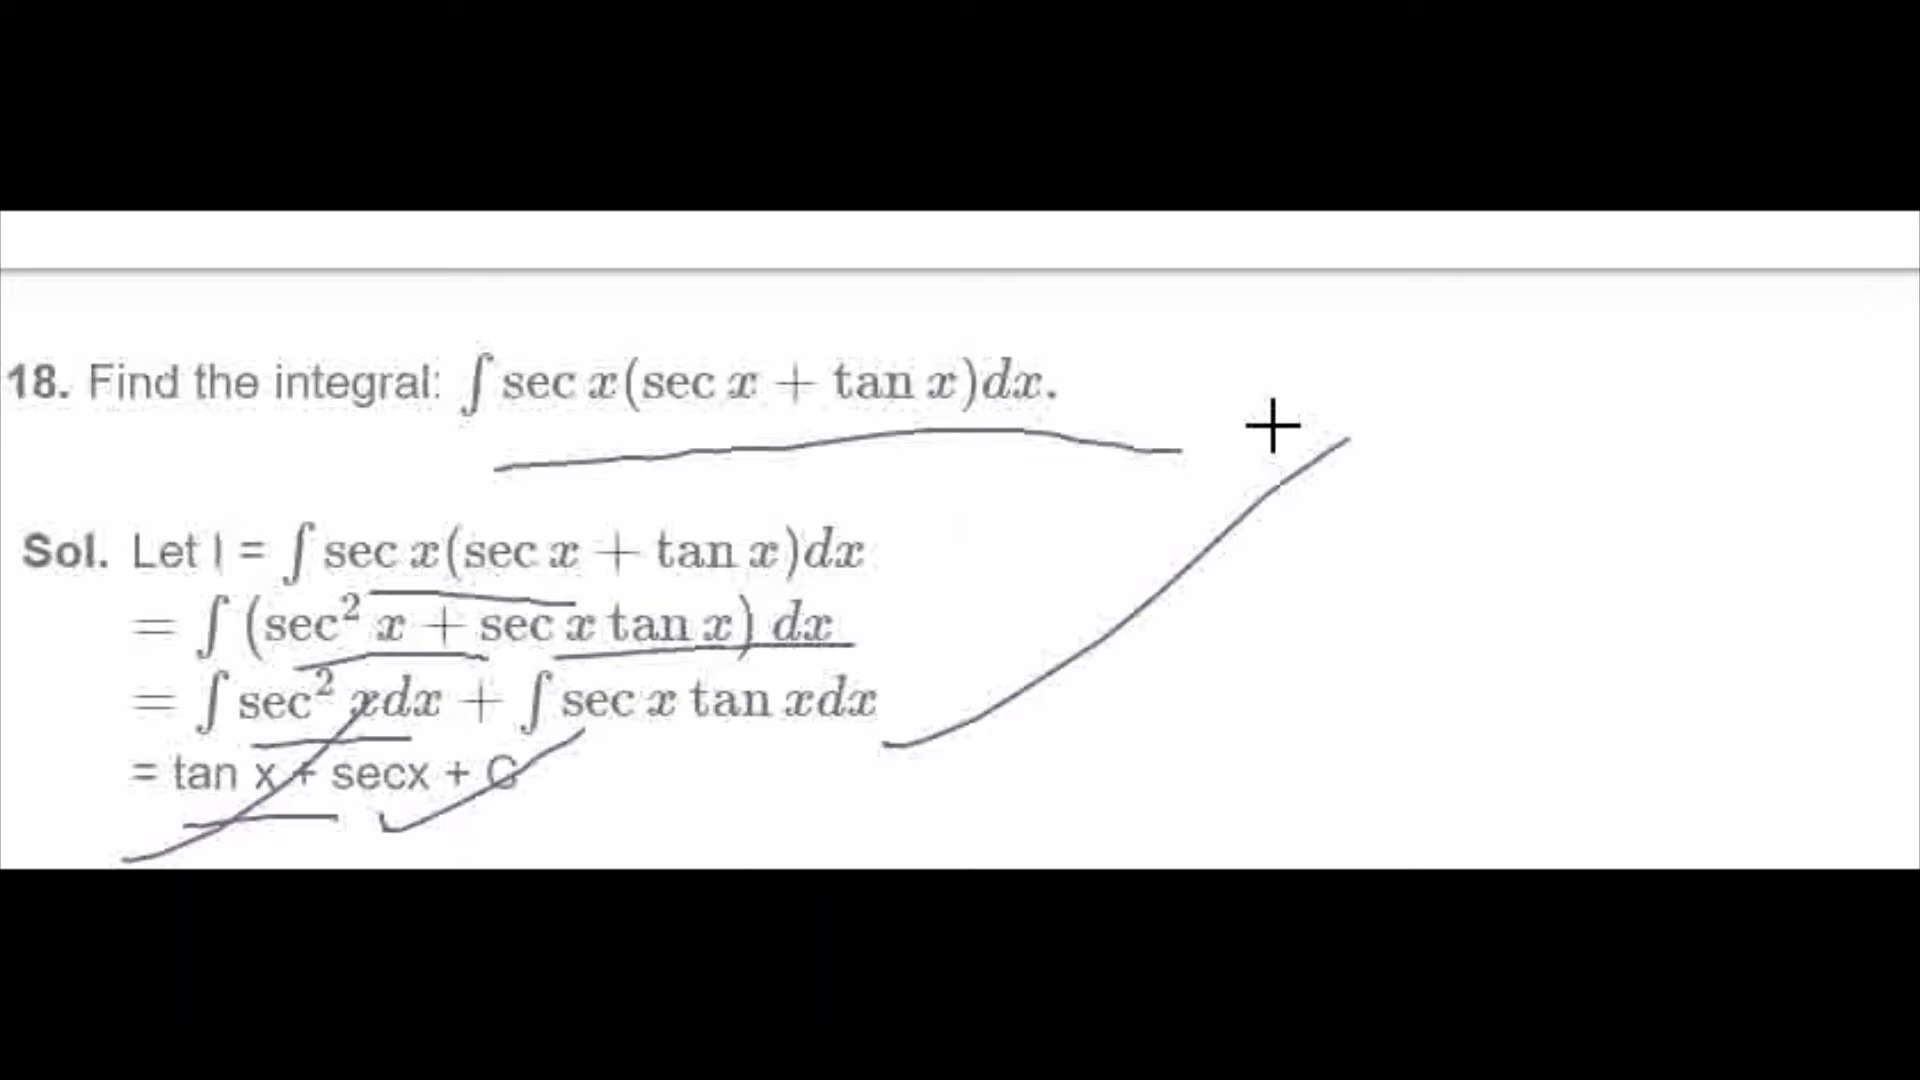 18. Find the integral: ∫ sec x(sec x + tan x)dx.
Sol. Let I = ∫ sec x(sec x + tan x)dx
= ∫ (sec² x + sec x tan x) dx
= ∫ sec² xdx + ∫ sec x tan xdx
= tan x + secx + C